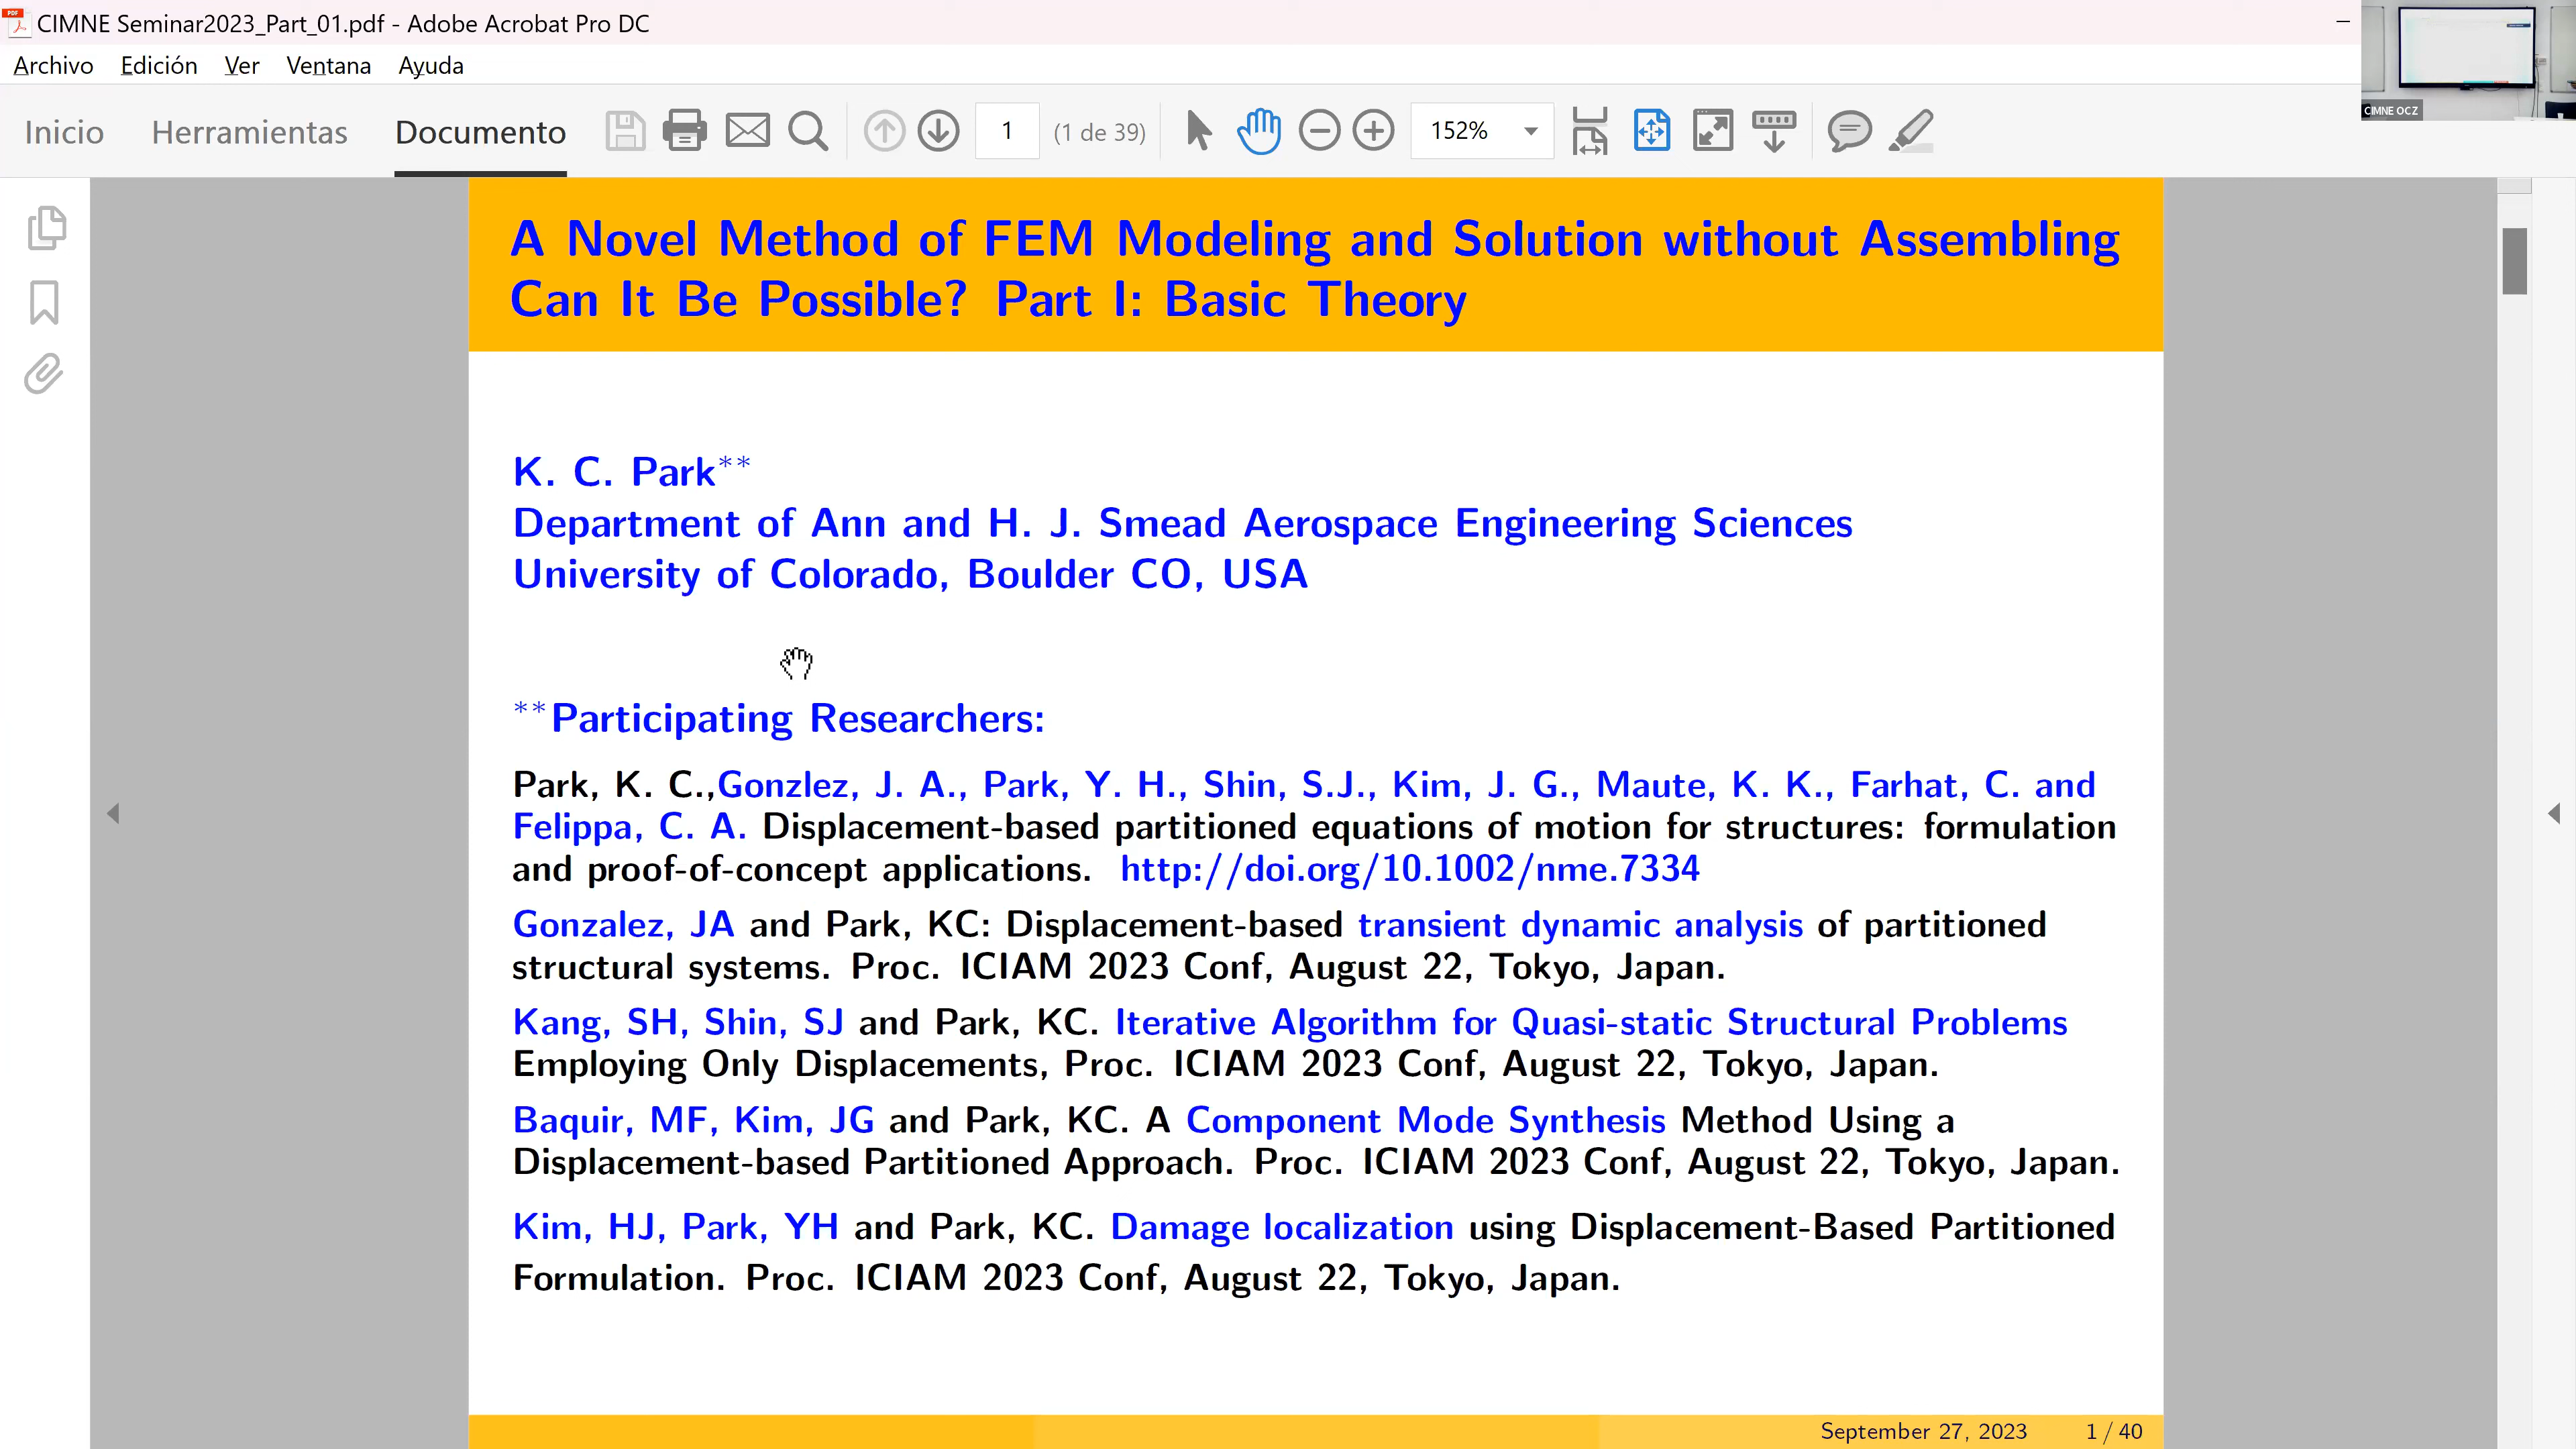 CIMNE Seminar2023_Part_01.pdf - Adobe Acrobat Pro DC
Archivo Edición Ver Ventana Ayuda
CIMNE OCZ
Inicio Herramientas Documento 1 (1 de 39) 152%
A Novel Method of FEM Modeling and Solution without Assembling
Can It Be Possible? Part I: Basic Theory
K. C. Park**
Department of Ann and H. J. Smead Aerospace Engineering Sciences
University of Colorado, Boulder CO, USA
**Participating Researchers:
Park, K. C.,Gonzlez, J. A., Park, Y. H., Shin, S.J., Kim, J. G., Maute, K. K., Farhat, C. and
Felippa, C. A. Displacement-based partitioned equations of motion for structures: formulation
and proof-of-concept applications. http://doi.org/10.1002/nme.7334
Gonzalez, JA and Park, KC: Displacement-based transient dynamic analysis of partitioned
structural systems. Proc. ICIAM 2023 Conf, August 22, Tokyo, Japan.
Kang, SH, Shin, SJ and Park, KC. Iterative Algorithm for Quasi-static Structural Problems
Employing Only Displacements, Proc. ICIAM 2023 Conf, August 22, Tokyo, Japan.
Baquir, MF, Kim, JG and Park, KC. A Component Mode Synthesis Method Using a
Displacement-based Partitioned Approach. Proc. ICIAM 2023 Conf, August 22, Tokyo, Japan.
Kim, HJ, Park, YH and Park, KC. Damage localization using Displacement-Based Partitioned
Formulation. Proc. ICIAM 2023 Conf, August 22, Tokyo, Japan.
September 27, 2023 1 / 40